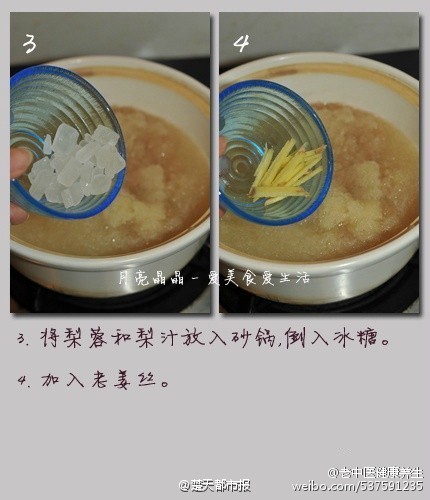 3
4
月亮晶晶-爱美食爱生活
3. 将梨蓉和梨汁放入砂锅,倒入冰糖。
4. 加入老姜丝。
@老中医健康养生
@楚天都市报
weibo.com/537591235